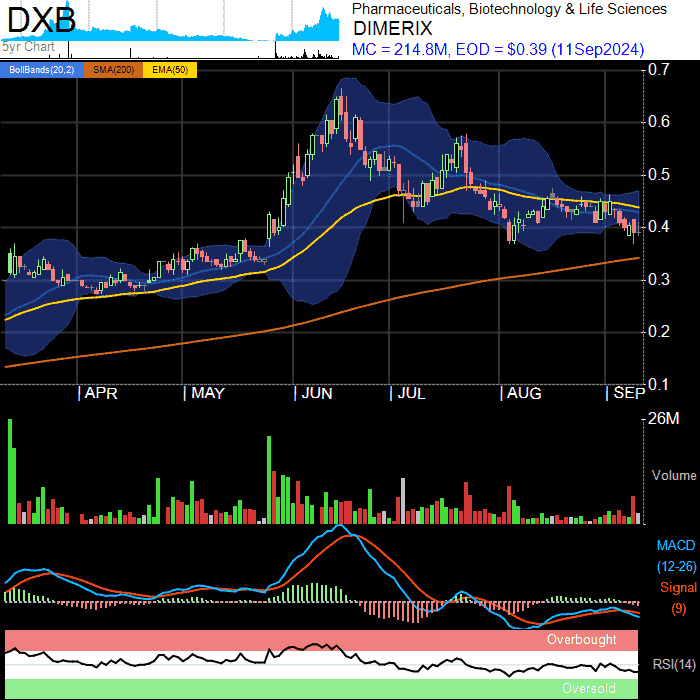 DXB
5yr Chart
Pharmaceuticals, Biotechnology & Life Sciences
DIMERIX
MC = 214.8M, EOD = $0.39 (11Sep2024)
BollBands(20,2) SMA(200) EMA(50)
0.7
0.6
0.5
0.4
0.3
0.2
0.1
APR MAY JUN JUL AUG SEP
26M
Volume
MACD
(12-26)
Signal
(9)
Overbought
RSI(14)
Oversold